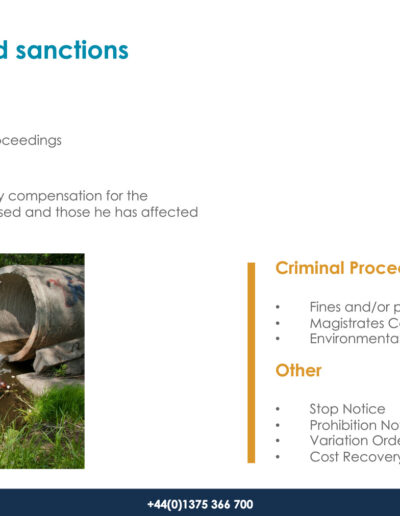 d sanctions
oceedings
y compensation for the
sed and those he has affected
Criminal Procee
• Fines and/or p
• Magistrates C
• Environmenta
Other
• Stop Notice
• Prohibition No
• Variation Orde
• Cost Recovery
+44(0)1375 366 700